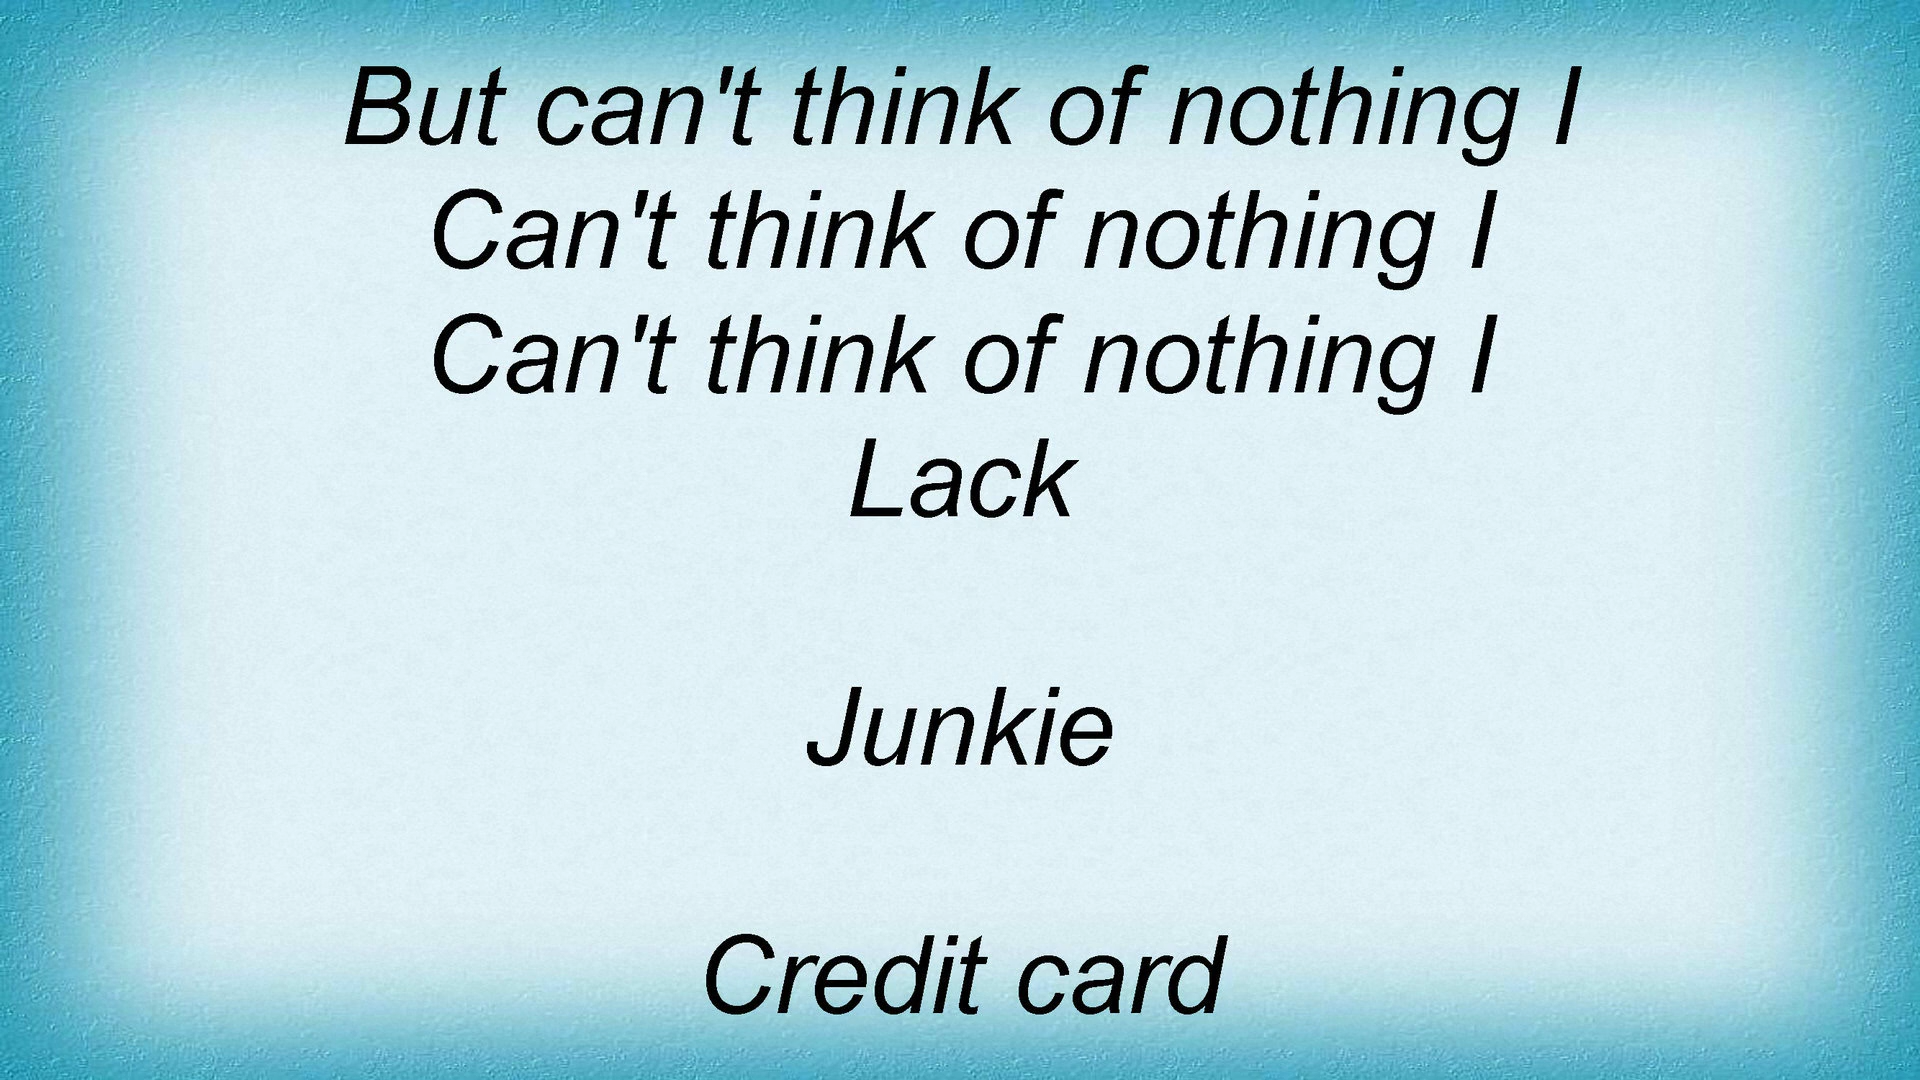 But can't think of nothing I
Can't think of nothing I
Can't think of nothing I
Lack
Junkie
Credit card